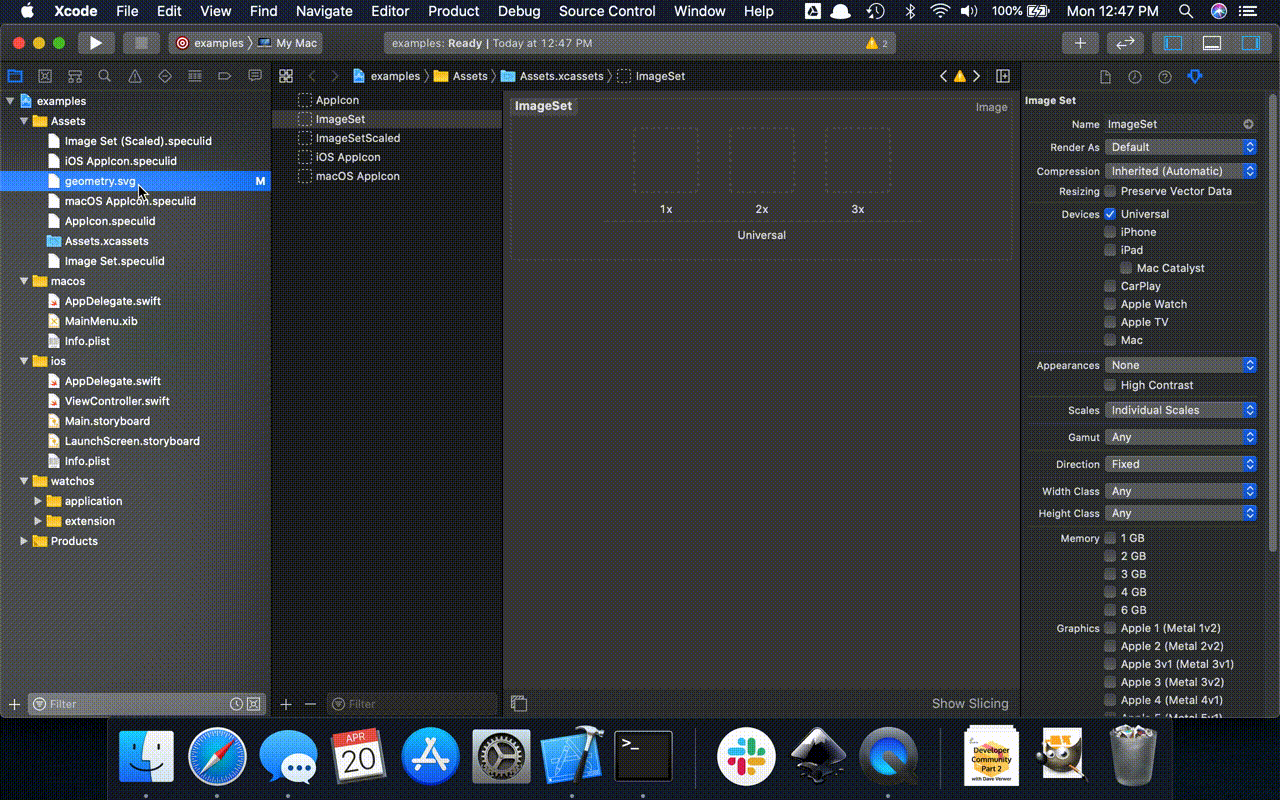 Xcode File Edit View Find Navigate Editor Product Debug Source Control Window Help 100% Mon 12:47 PM
examples My Mac examples: Ready | Today at 12:47 PM 2
examples Assets Assets.xcassets ImageSet
examples
Assets
Image Set (Scaled).speculid
iOS AppIcon.speculid
geometry.svg M
macOS AppIcon.speculid
AppIcon.speculid
Assets.xcassets
Image Set.speculid
macos
AppDelegate.swift
MainMenu.xib
Info.plist
ios
AppDelegate.swift
ViewController.swift
Main.storyboard
LaunchScreen.storyboard
Info.plist
watchos
application
extension
Products
Filter
AppIcon
ImageSet
ImageSetScaled
iOS AppIcon
macOS AppIcon
Filter
ImageSet Image
1x 2x 3x
Universal
Show Slicing
Image Set
Name ImageSet
Render As Default
Compression Inherited (Automatic)
Resizing Preserve Vector Data
Devices Universal
iPhone
iPad
Mac Catalyst
CarPlay
Apple Watch
Apple TV
Mac
Appearances None
High Contrast
Scales Individual Scales
Gamut Any
Direction Fixed
Width Class Any
Height Class Any
Memory 1 GB
2 GB
3 GB
4 GB
6 GB
Graphics Apple 1 (Metal 1v2)
Apple 2 (Metal 2v2)
Apple 3v1 (Metal 3v1)
Apple 3 (Metal 3v2)
Apple 4 (Metal 4v1)
APR
20
>_
Developer
Community
Part 2
with Dave Verwer